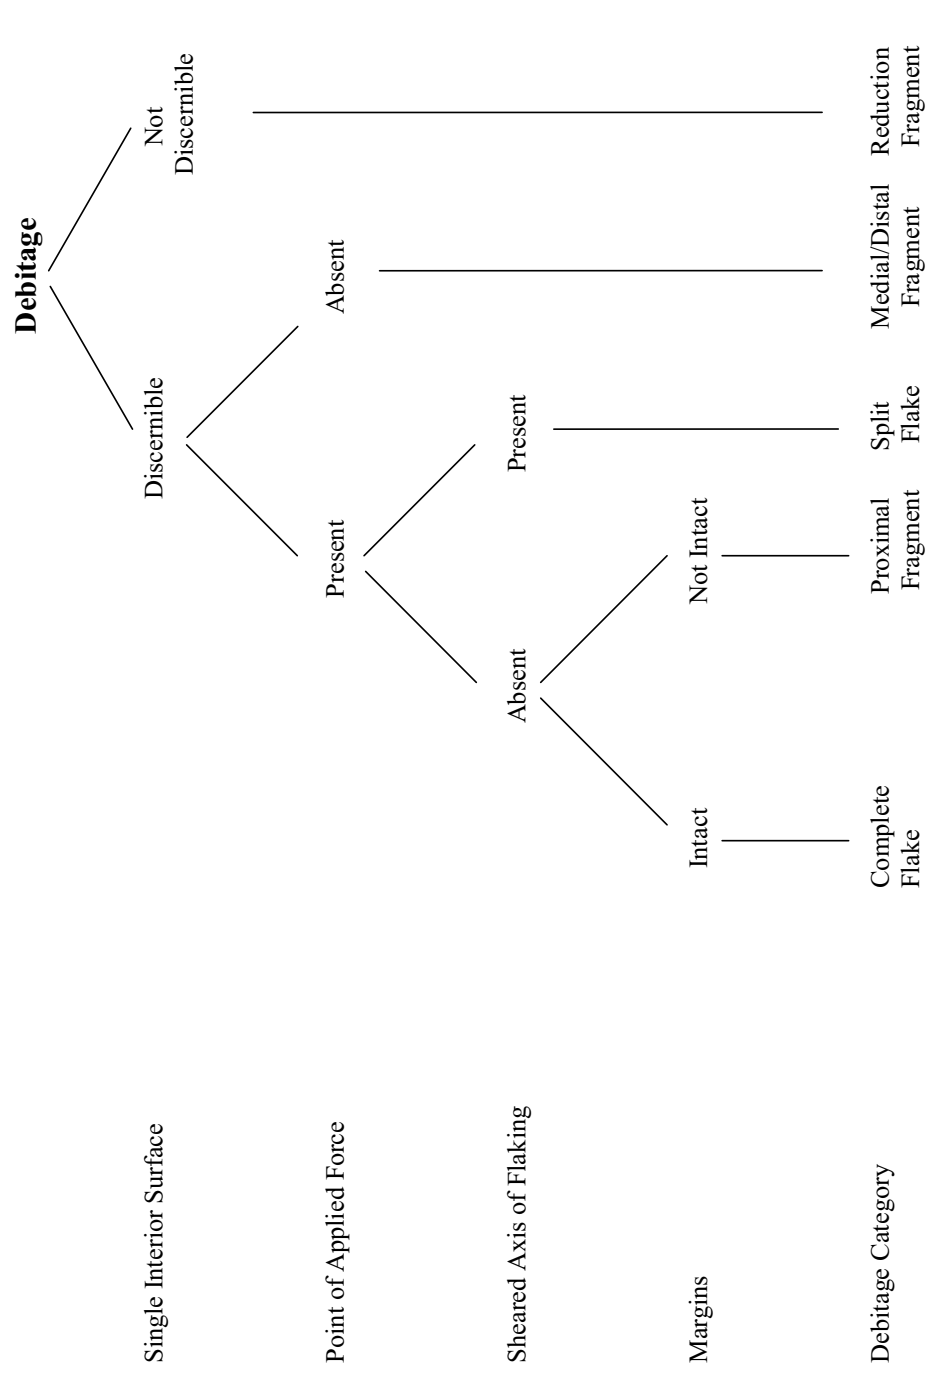 Debitage
Single Interior Surface
Discernible
Not
Discernible
Point of Applied Force
Present
Absent
Sheared Axis of Flaking
Absent
Present
Margins
Intact
Not Intact
Debitage Category
Complete
Flake
Proximal
Fragment
Split
Flake
Medial/Distal
Fragment
Reduction
Fragment